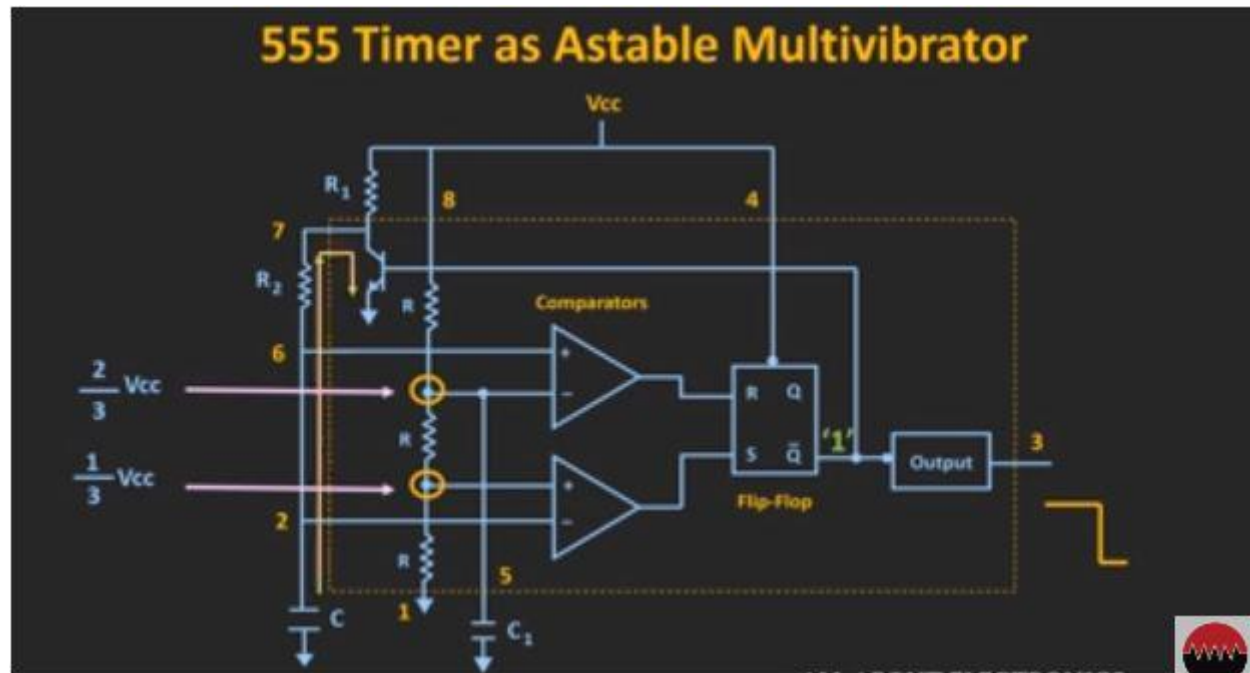 555 Timer as Astable Multivibrator
Vcc
R1
8
4
7
R2
R
Comparators
6
+
2/3 Vcc
−
R Q
R
'1'
3
S Q̅
Output
1/3 Vcc
+
Flip-Flop
2
−
R
5
1
C
C1